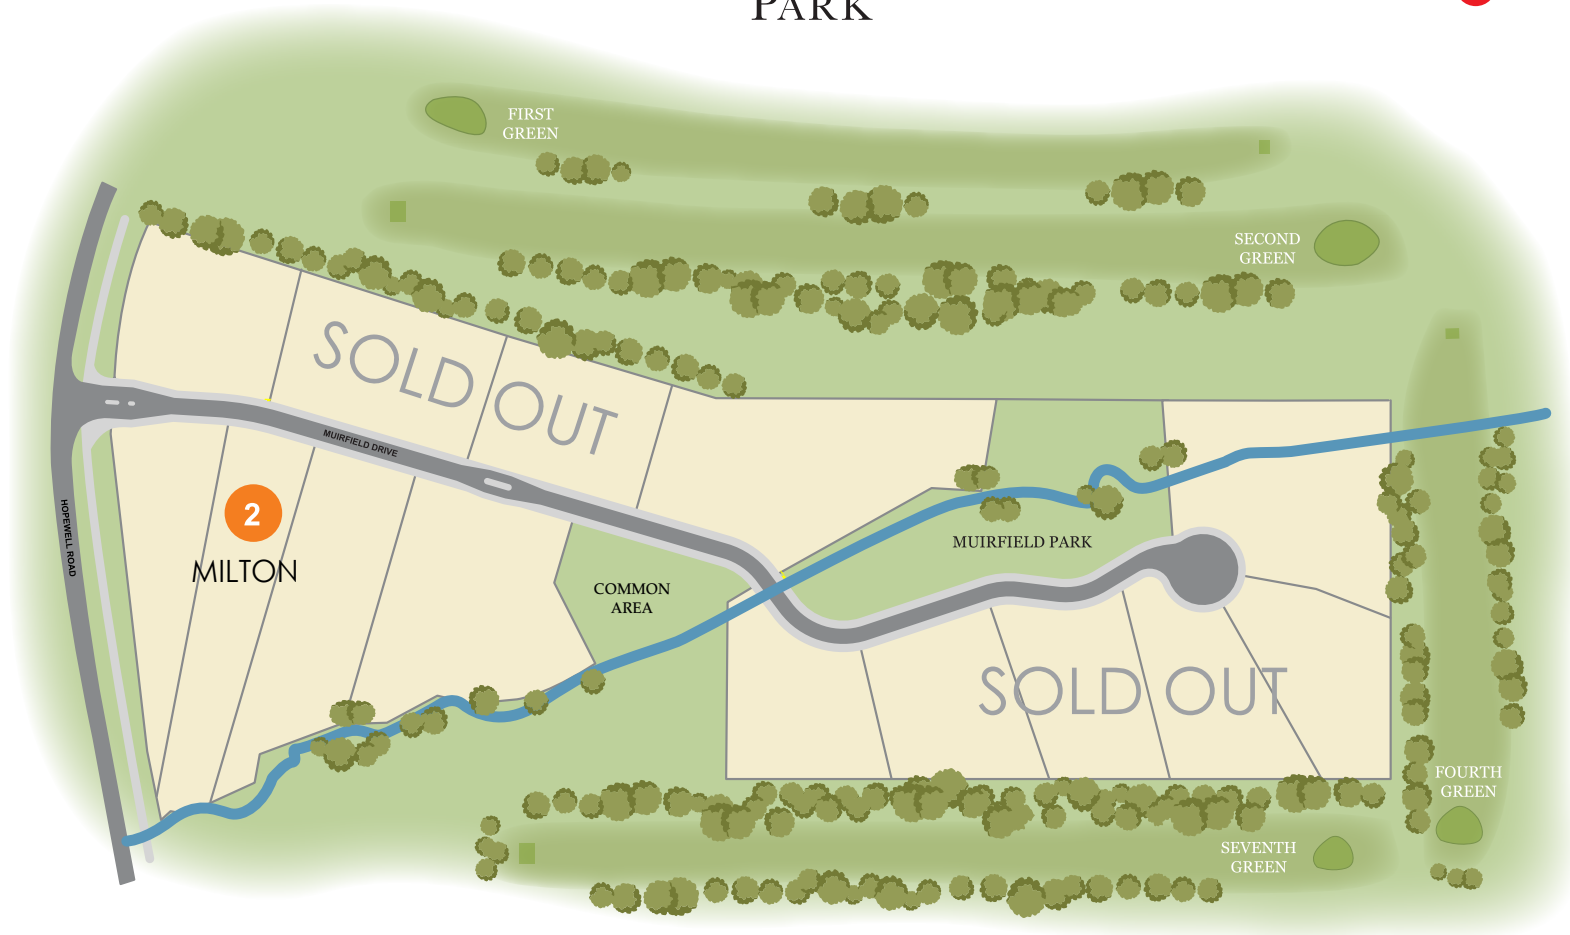 PARK
FIRST
GREEN
SECOND
GREEN
SOLD OUT
MUIRFIELD DRIVE
HOPEWELL ROAD
2
MILTON
MUIRFIELD PARK
COMMON
AREA
SOLD OUT
FOURTH
GREEN
SEVENTH
GREEN